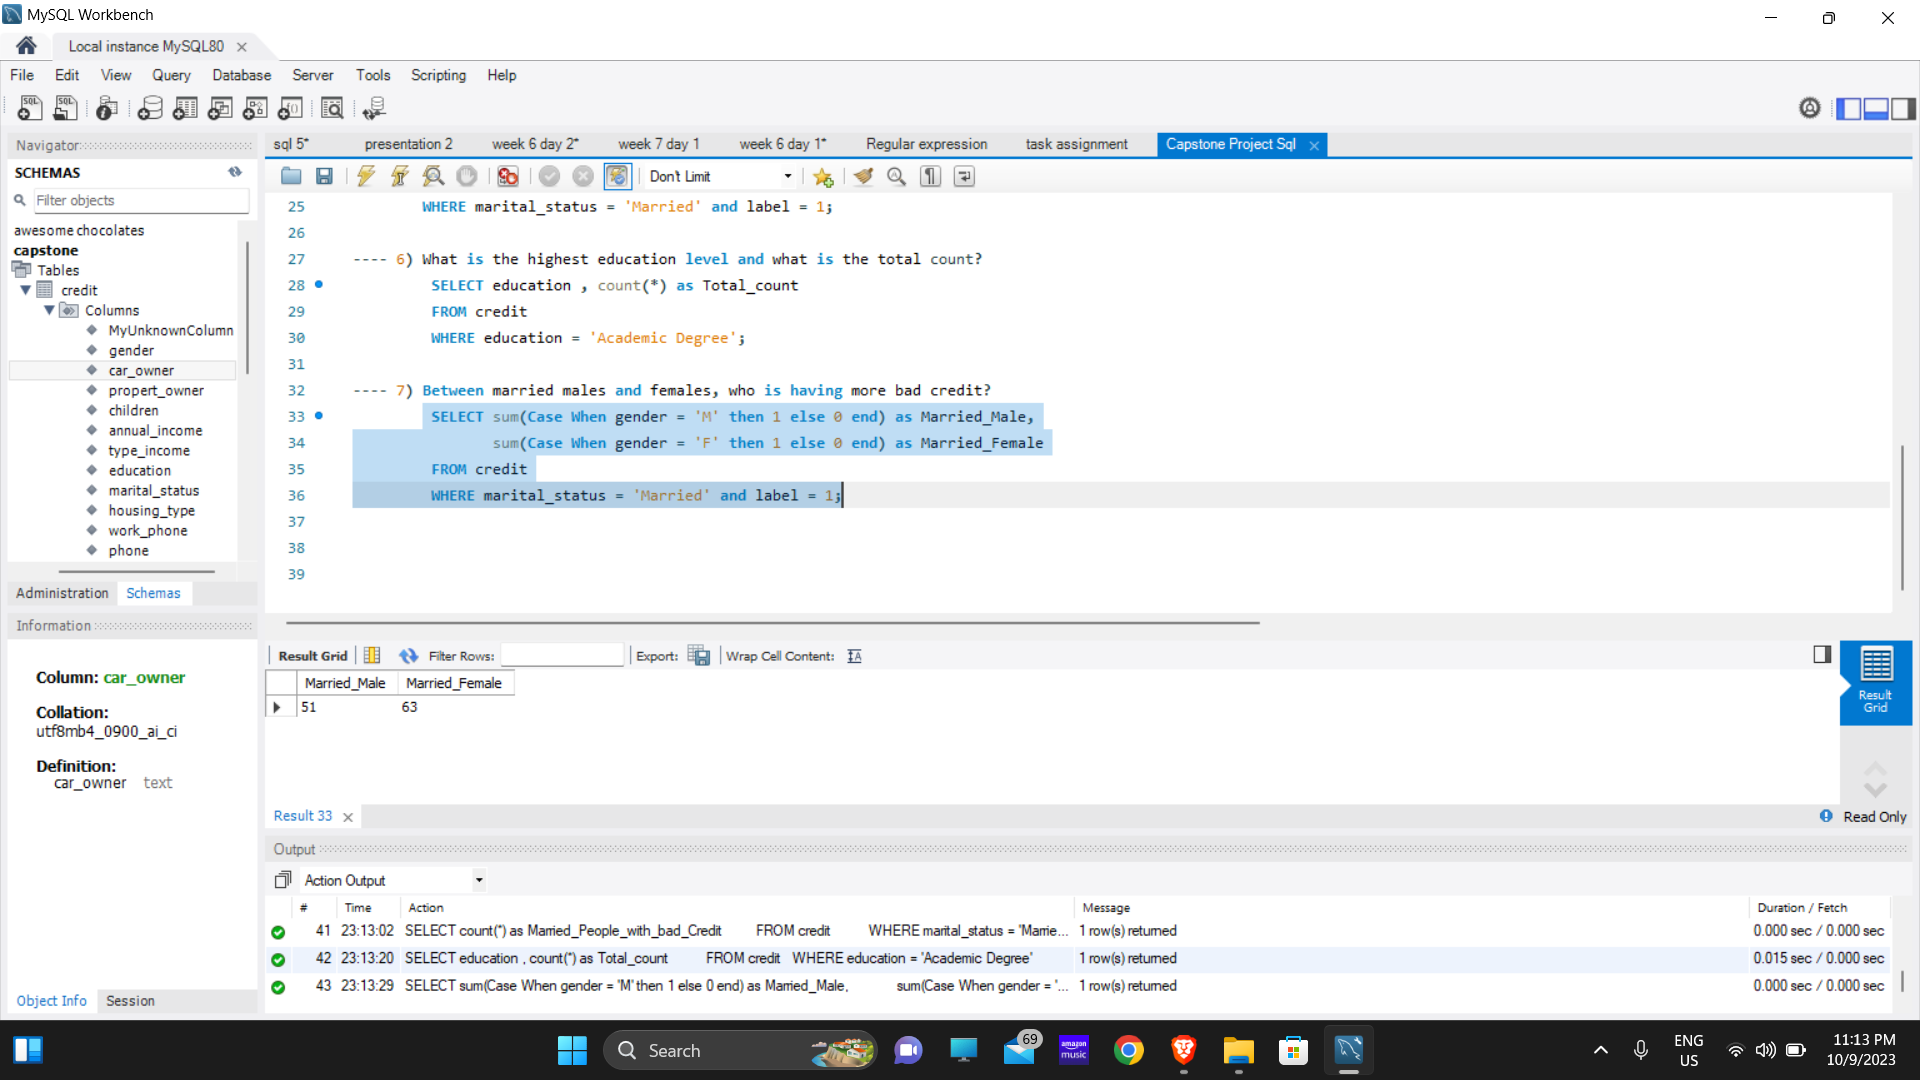 MySQL Workbench
Local instance MySQL80
File Edit View Query Database Server Tools Scripting Help
Navigator
SCHEMAS
Filter objects
awesome chocolates
capstone
Tables
credit
Columns
MyUnknownColumn
gender
car_owner
propert_owner
children
annual_income
type_income
education
marital_status
housing_type
work_phone
phone
Administration Schemas
Information
Column: car_owner
Collation:
utf8mb4_0900_ai_ci
Definition:
car_owner text
Object Info Session
sql 5* presentation 2 week 6 day 2* week 7 day 1 week 6 day 1* Regular expression task assignment Capstone Project Sql
Don't Limit
25 WHERE marital_status = 'Married' and label = 1;
26
27 ---- 6) What is the highest education level and what is the total count?
28 SELECT education , count(*) as Total_count
29 FROM credit
30 WHERE education = 'Academic Degree';
31
32 ---- 7) Between married males and females, who is having more bad credit?
33 SELECT sum(Case When gender = 'M' then 1 else 0 end) as Married_Male,
34 sum(Case When gender = 'F' then 1 else 0 end) as Married_Female
35 FROM credit
36 WHERE marital_status = 'Married' and label = 1;
37
38
39
Result Grid Filter Rows: Export: Wrap Cell Content:
Married_Male Married_Female
51 63
Result
Grid
Result 33
Read Only
Output
Action Output
# Time Action Message Duration / Fetch
41 23:13:02 SELECT count(*) as Married_People_with_bad_Credit FROM credit WHERE marital_status = 'Marrie... 1 row(s) returned 0.000 sec / 0.000 sec
42 23:13:20 SELECT education , count(*) as Total_count FROM credit WHERE education = 'Academic Degree' 1 row(s) returned 0.015 sec / 0.000 sec
43 23:13:29 SELECT sum(Case When gender = 'M' then 1 else 0 end) as Married_Male, sum(Case When gender = '... 1 row(s) returned 0.000 sec / 0.000 sec
Search
69
amazon
music
ENG
US
11:13 PM
10/9/2023